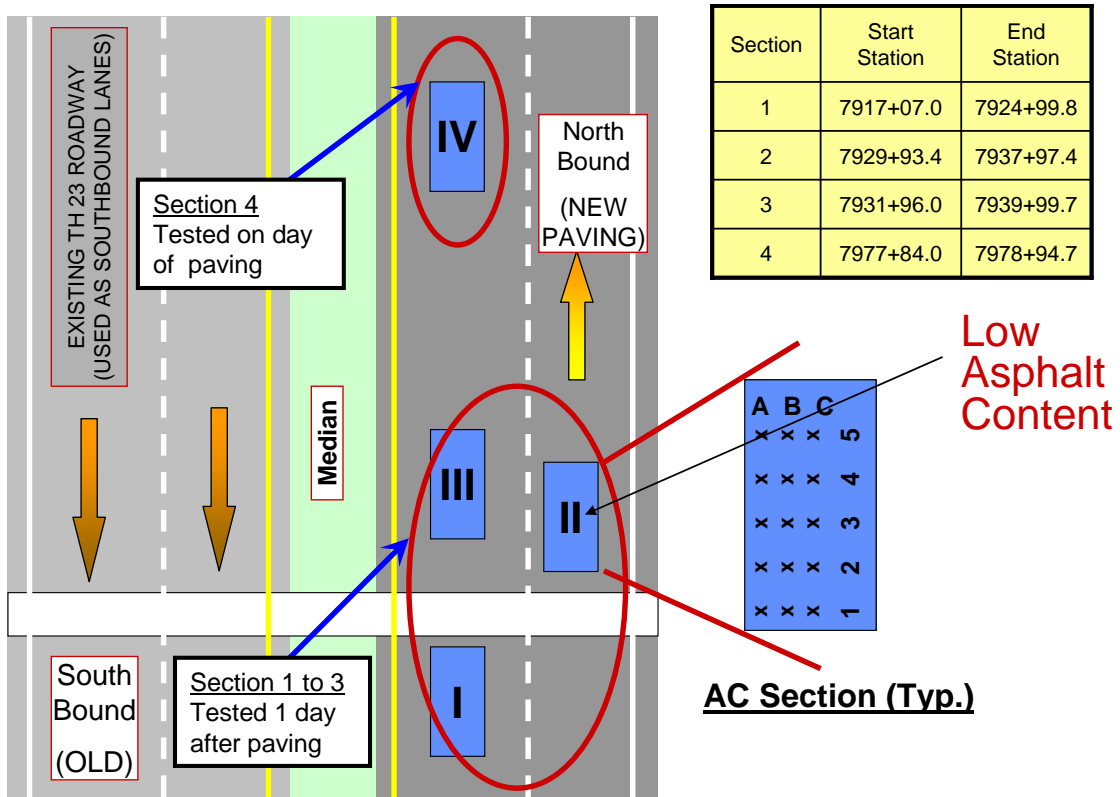 EXISTING TH 23 ROADWAY
(USED AS SOUTHBOUND LANES)
Section 4
Tested on day
of paving
IV
North
Bound
(NEW
PAVING)
Section
Start
Station
End
Station
1 7917+07.0 7924+99.8
2 7929+93.4 7937+97.4
3 7931+96.0 7939+99.7
4 7977+84.0 7978+94.7
Median
III
II
Low
Asphalt
Content
A B C
x x x 5
x x x 4
x x x 3
x x x 2
x x x 1
AC Section (Typ.)
South
Bound
(OLD)
Section 1 to 3
Tested 1 day
after paving
I